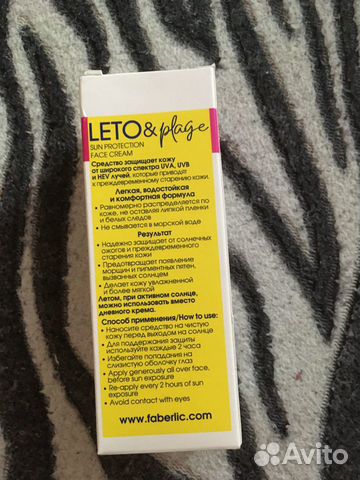 LETO & plage
SUN PROTECTION
FACE CREAM
Средство защищает кожу
от широкого спектра UVA, UVB
и HEV лучей, которые приводят
к преждевременному старению кожи.
Легкая, водостойкая
и комфортная формула
• Равномерно распределяется по
коже, не оставляя липкой пленки
и белых следов
• Не смывается в морской воде
Результат
• Надежно защищает от солнечных
ожогов и преждевременного
старения кожи
• Предотвращает появление
морщин и пигментных пятен,
вызванных солнцем
• Делает кожу увлажненной
и более мягкой
Летом, при активном солнце,
можно использовать вместо
дневного крема.
Способ применения/How to use:
• Наносите средство на чистую
кожу перед выходом на солнце
• Для поддержания защиты
используйте каждые 2 часа
• Избегайте попадания на
слизистую оболочку глаз
• Apply generously all over face,
before sun exposure
• Re-apply every 2 hours of sun
exposure
• Avoid contact with eyes
www.faberlic.com
Avito